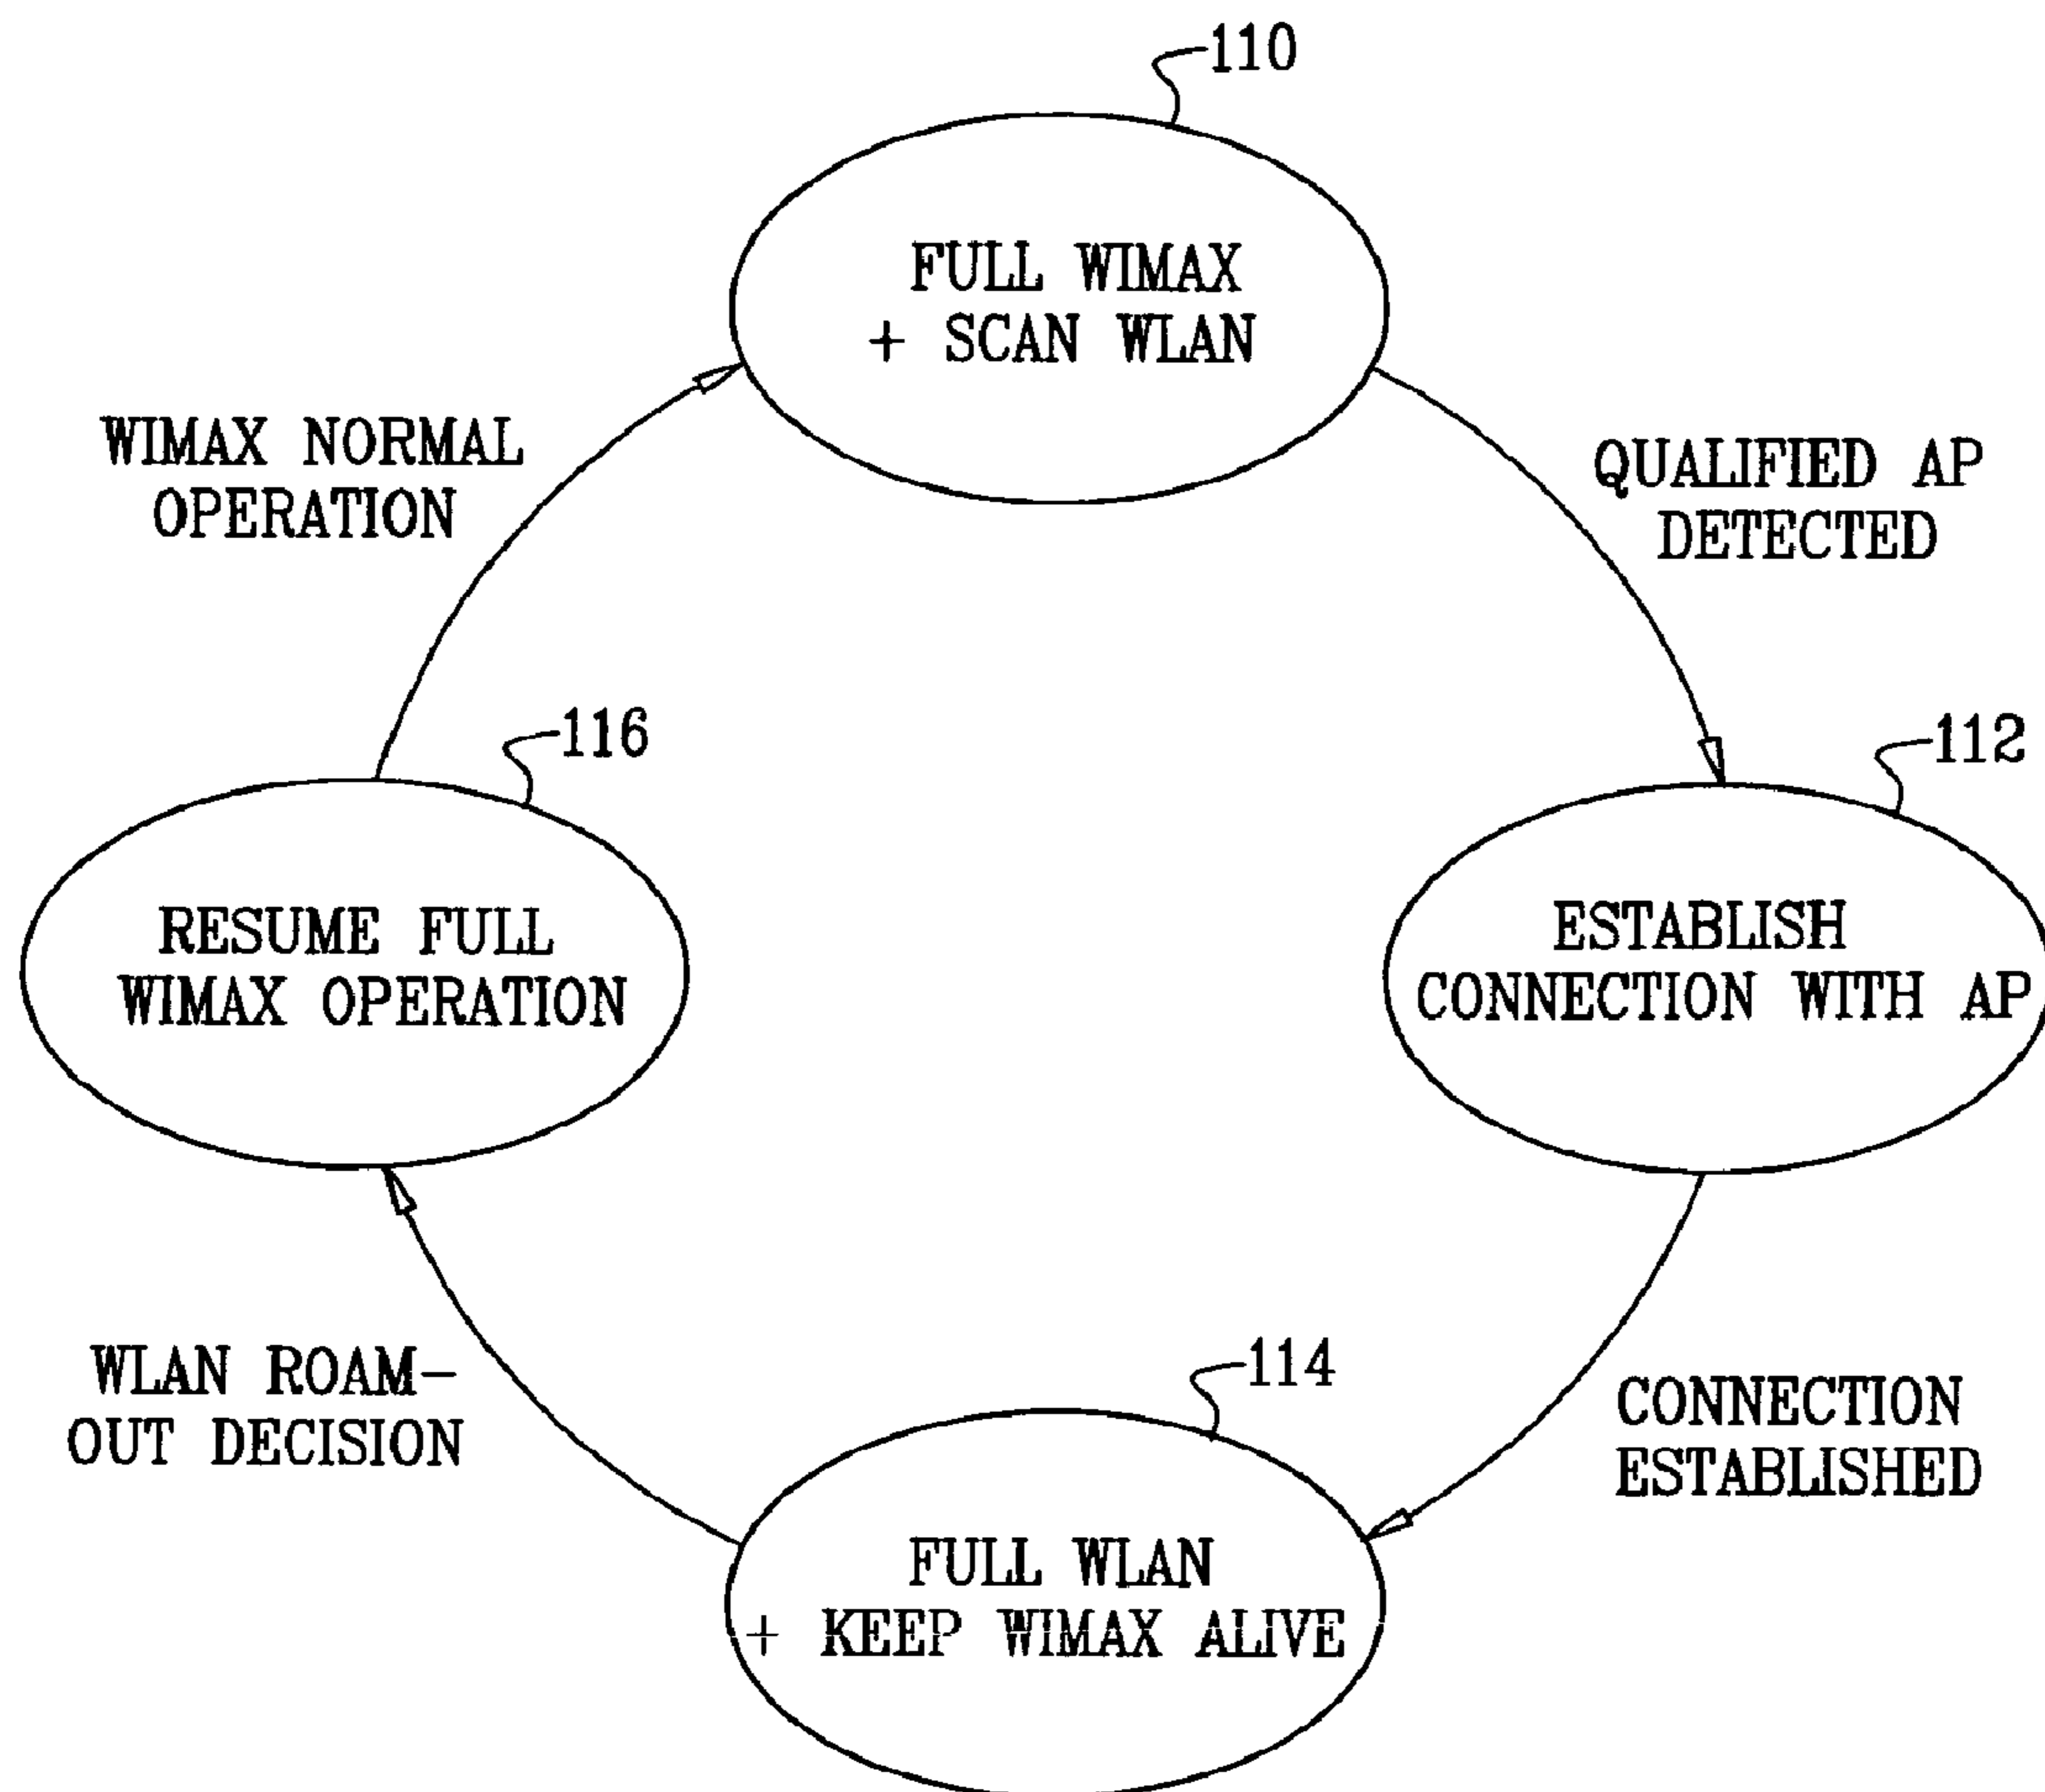 110
FULL WIMAX
+ SCAN WLAN
WIMAX NORMAL
OPERATION
QUALIFIED AP
DETECTED
116
112
RESUME FULL
WIMAX OPERATION
ESTABLISH
CONNECTION WITH AP
WLAN ROAM-
OUT DECISION
114
CONNECTION
ESTABLISHED
FULL WLAN
+ KEEP WIMAX ALIVE